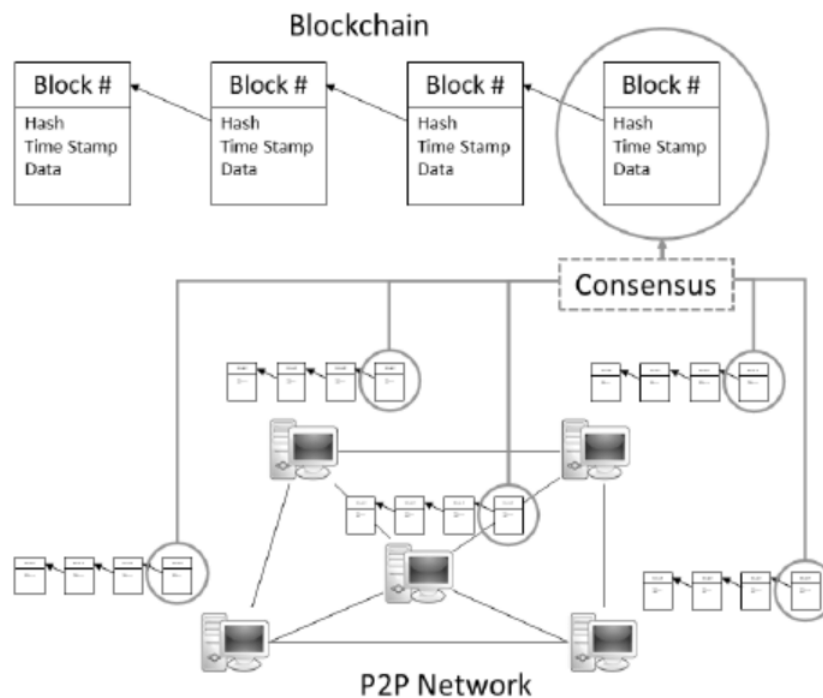 Blockchain
Block #
Hash
Time Stamp
Data
Block #
Hash
Time Stamp
Data
Block #
Hash
Time Stamp
Data
Block #
Hash
Time Stamp
Data
Consensus
P2P Network